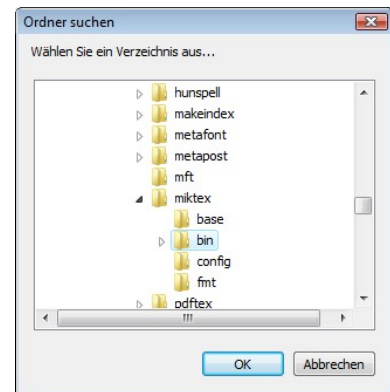 Ordner suchen
Wählen Sie ein Verzeichnis aus...
hunspell
makeindex
metafont
metapost
mft
miktex
base
bin
config
fmt
pdftex
OK
Abbrechen